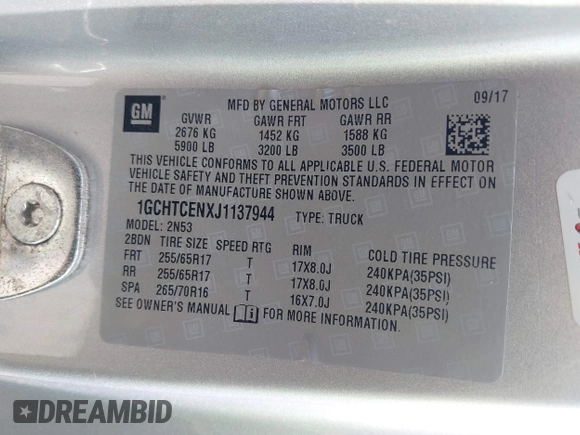 GM
MFD BY GENERAL MOTORS LLC 09/17
GVWR GAWR FRT GAWR RR
2676 KG 1452 KG 1588 KG
5900 LB 3200 LB 3500 LB
THIS VEHICLE CONFORMS TO ALL APPLICABLE U.S. FEDERAL MOTOR
VEHICLE SAFETY AND THEFT PREVENTION STANDARDS IN EFFECT ON
THE DATE OF MANUFACTURE SHOWN ABOVE.
1GCHTCENXJ1137944 TYPE: TRUCK
MODEL: 2N53
2BDN TIRE SIZE SPEED RTG RIM COLD TIRE PRESSURE
FRT 255/65R17 T 17X8.0J 240KPA(35PSI)
RR 255/65R17 T 17X8.0J 240KPA(35PSI)
SPA 265/70R16 T 16X7.0J 240KPA(35PSI)
SEE OWNER'S MANUAL FOR MORE INFORMATION.
DREAMBID